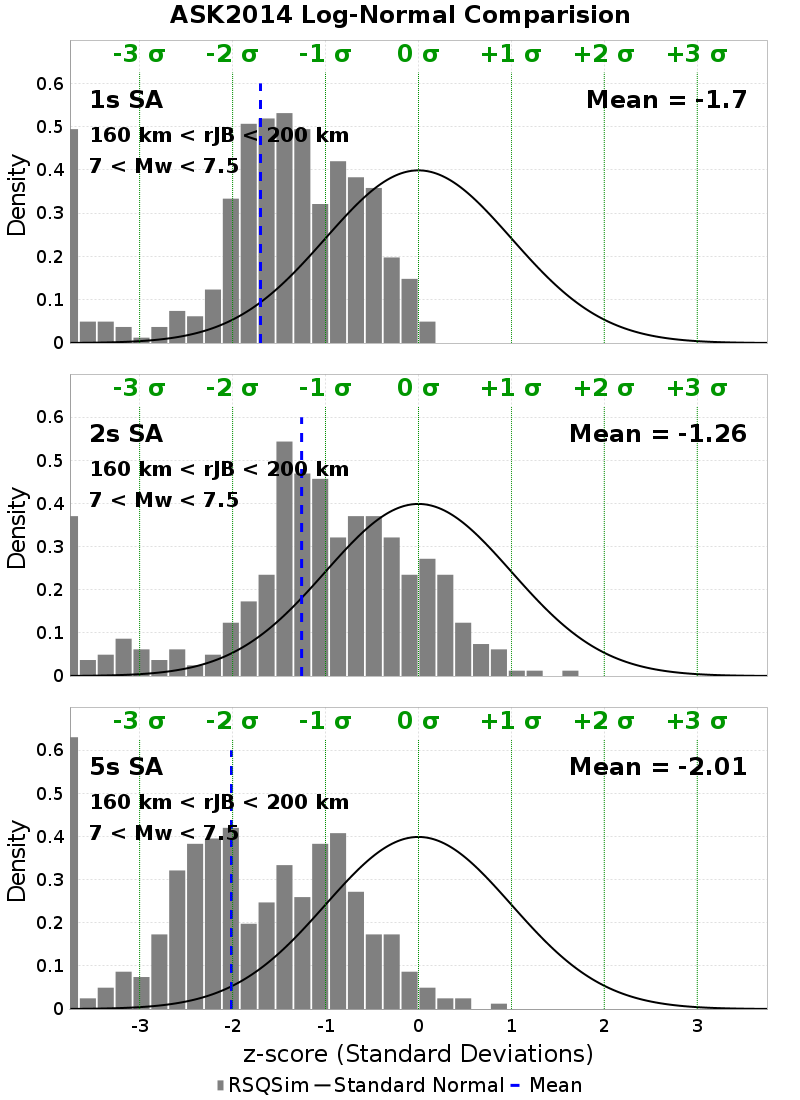 ASK2014 Log-Normal Comparision
-3 σ -2 σ -1 σ 0 σ +1 σ +2 σ +3 σ
1s SA
Mean = -1.7
160 km < rJB < 200 km
7 < Mw < 7.5
0.6
0.5
0.4
0.3
0.2
0.1
0
Density
-3 σ -2 σ -1 σ 0 σ +1 σ +2 σ +3 σ
2s SA
Mean = -1.26
160 km < rJB < 200 km
7 < Mw < 7.5
0.6
0.5
0.4
0.3
0.2
0.1
0
Density
-3 σ -2 σ -1 σ 0 σ +1 σ +2 σ +3 σ
5s SA
Mean = -2.01
160 km < rJB < 200 km
7 < Mw < 7.5
0.6
0.5
0.4
0.3
0.2
0.1
0
Density
-3 -2 -1 0 1 2 3
z-score (Standard Deviations)
RSQSim Standard Normal Mean